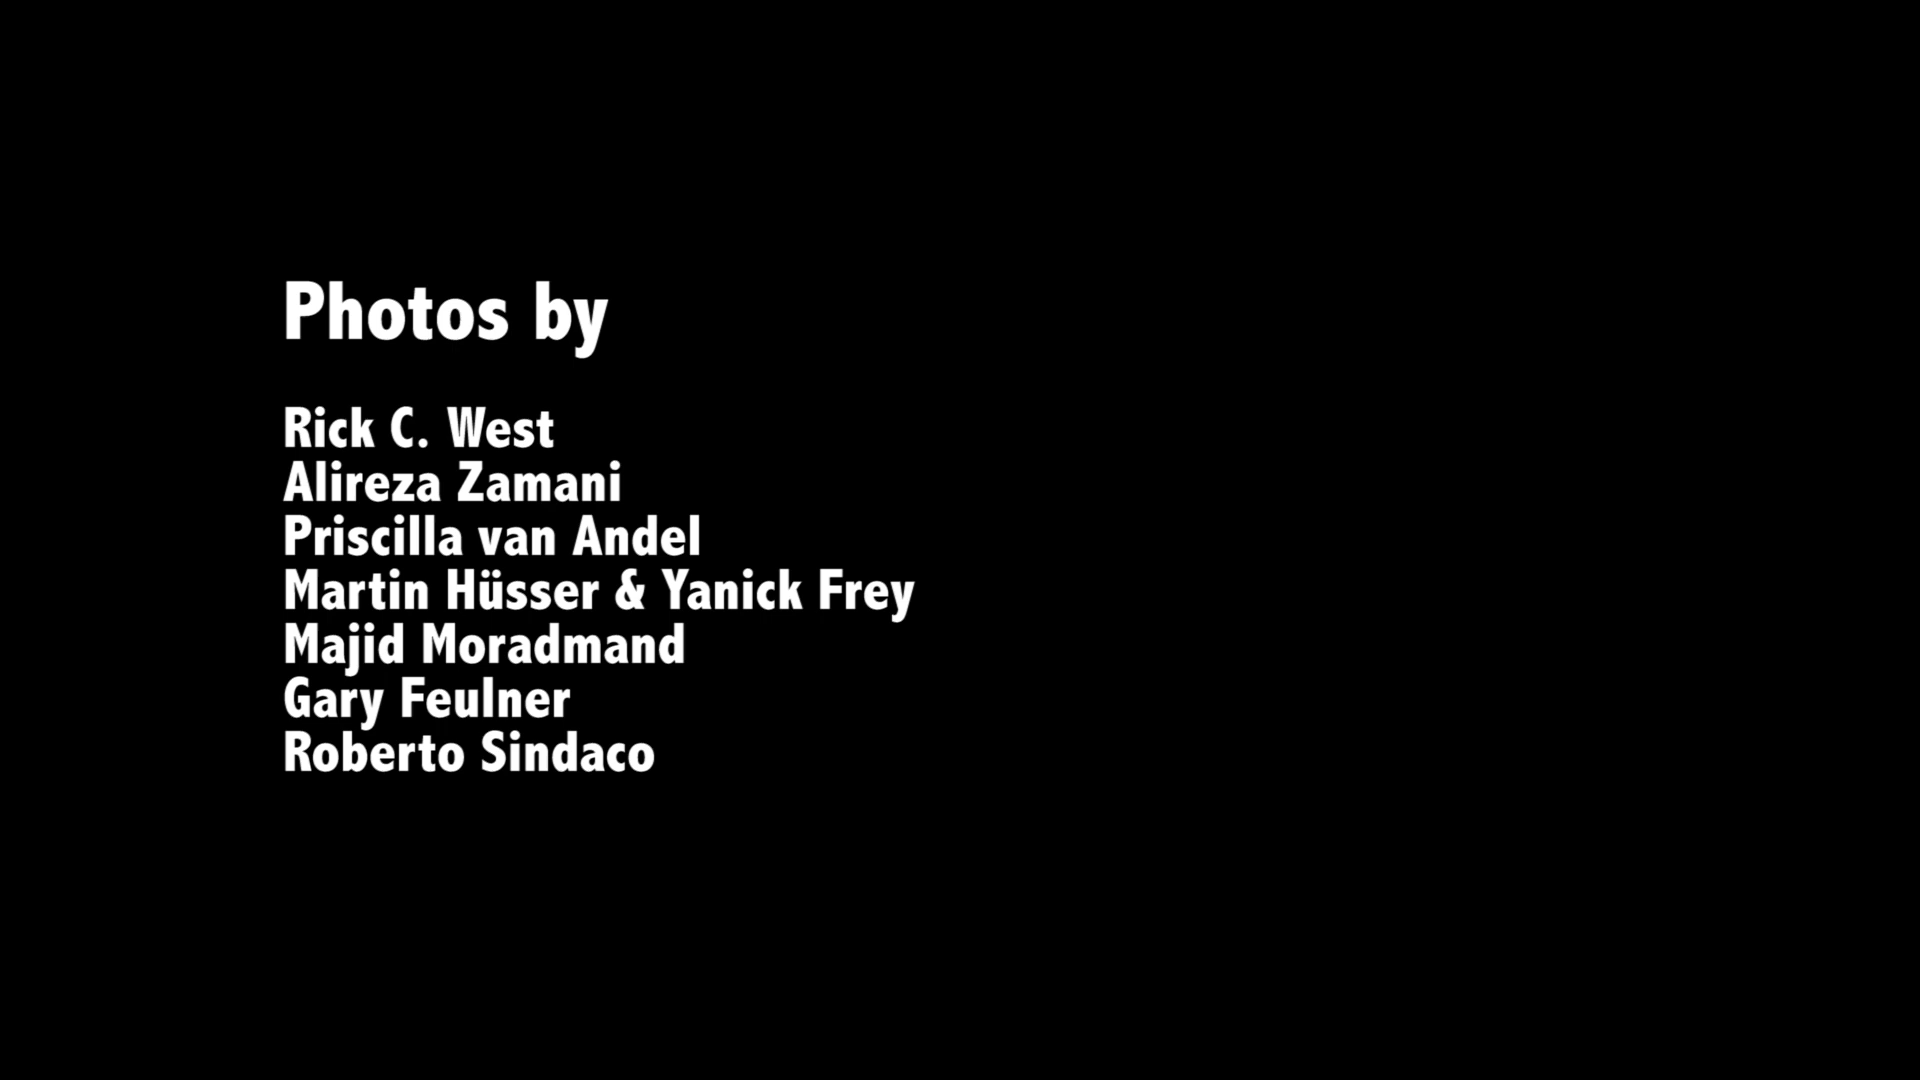 Photos by
Rick C. West
Alireza Zamani
Priscilla van Andel
Martin Hüsser & Yanick Frey
Majid Moradmand
Gary Feulner
Roberto Sindaco